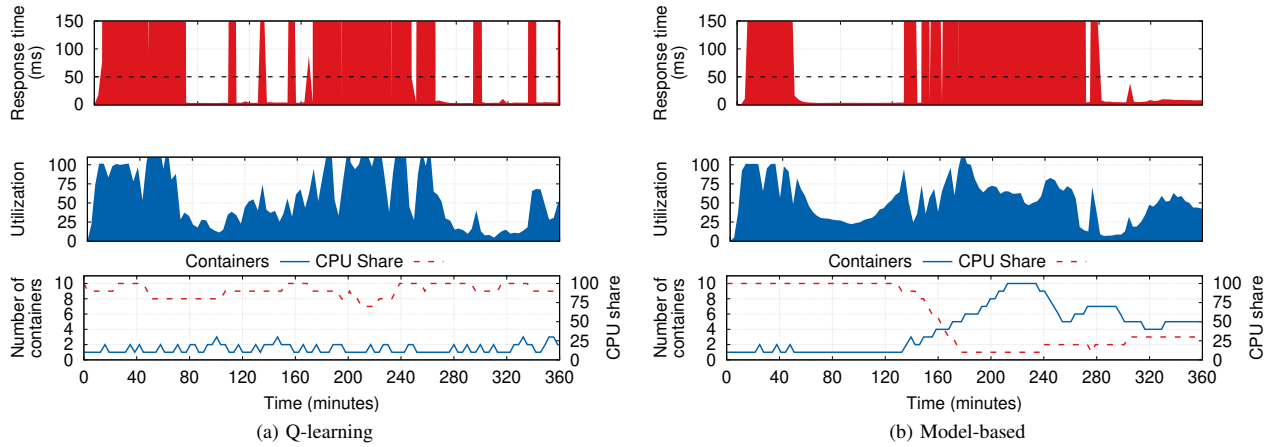 150
100
50
0
Response time
(ms)
100
75
50
25
0
Utilization
Containers CPU Share
10
8
6
4
2
0
Number of
containers
100
75
50
25
0
CPU share
0 40 80 120 160 200 240 280 320 360
Time (minutes)
(a) Q-learning
150
100
50
0
Response time
(ms)
100
75
50
25
0
Utilization
Containers CPU Share
10
8
6
4
2
0
Number of
containers
100
75
50
25
0
CPU share
0 40 80 120 160 200 240 280 320 360
Time (minutes)
(b) Model-based